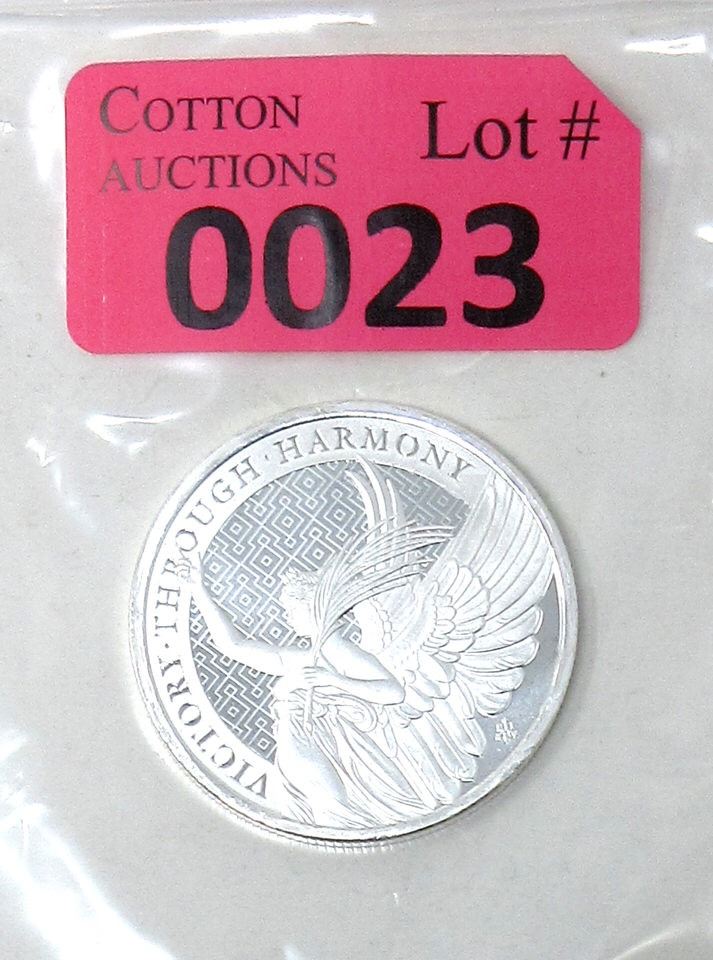 COTTON
AUCTIONS
Lot #
0023
VICTORY · THROUGH · HARMONY